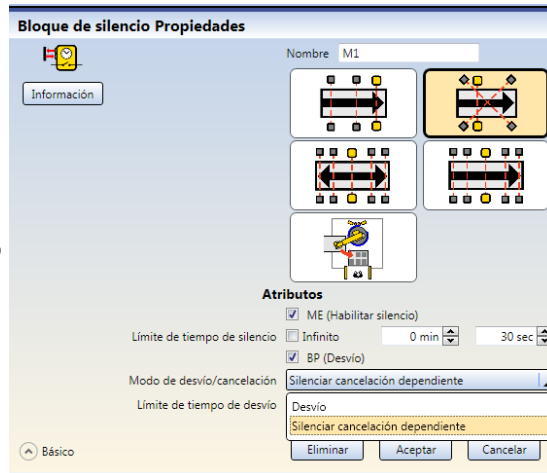 Bloque de silencio Propiedades
Nombre M1
Información
Atributos
ME (Habilitar silencio)
Límite de tiempo de silencio Infinito 0 min 30 sec
BP (Desvío)
Modo de desvío/cancelación Silenciar cancelación dependiente
Límite de tiempo de desvío Desvío
Silenciar cancelación dependiente
Básico Eliminar Aceptar Cancelar